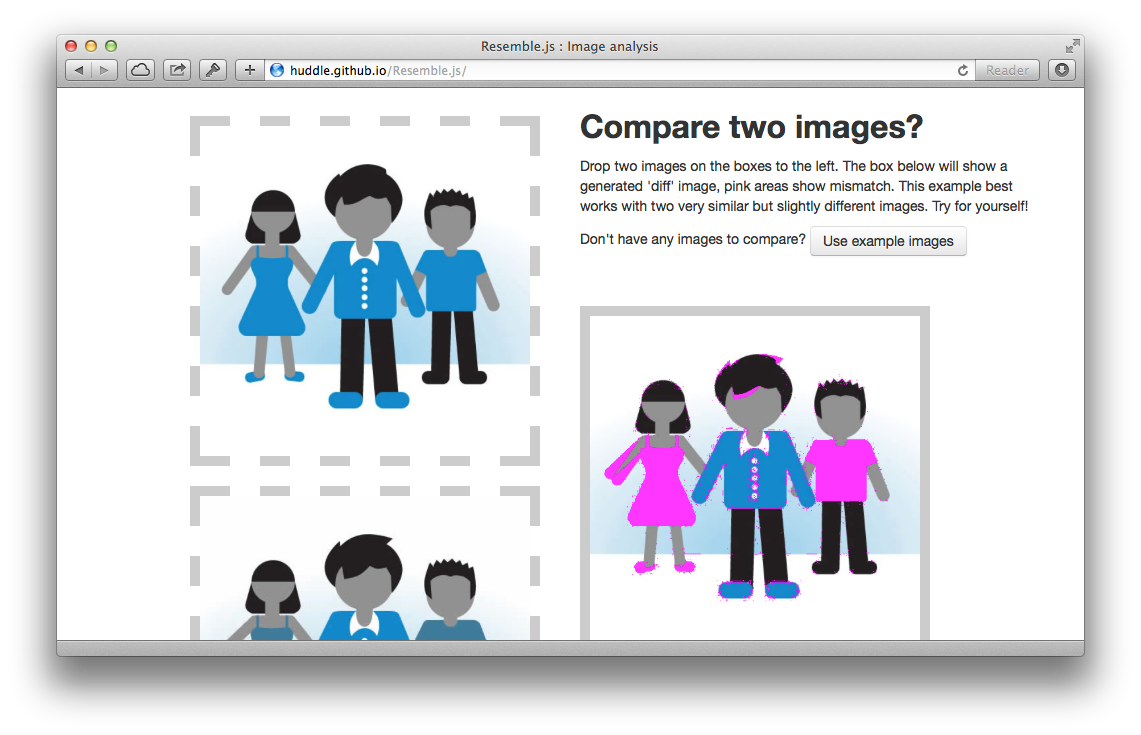 Resemble.js : Image analysis
huddle.github.io/Resemble.js/
Reader
Compare two images?
Drop two images on the boxes to the left. The box below will show a
generated 'diff' image, pink areas show mismatch. This example best
works with two very similar but slightly different images. Try for yourself!
Don't have any images to compare? Use example images